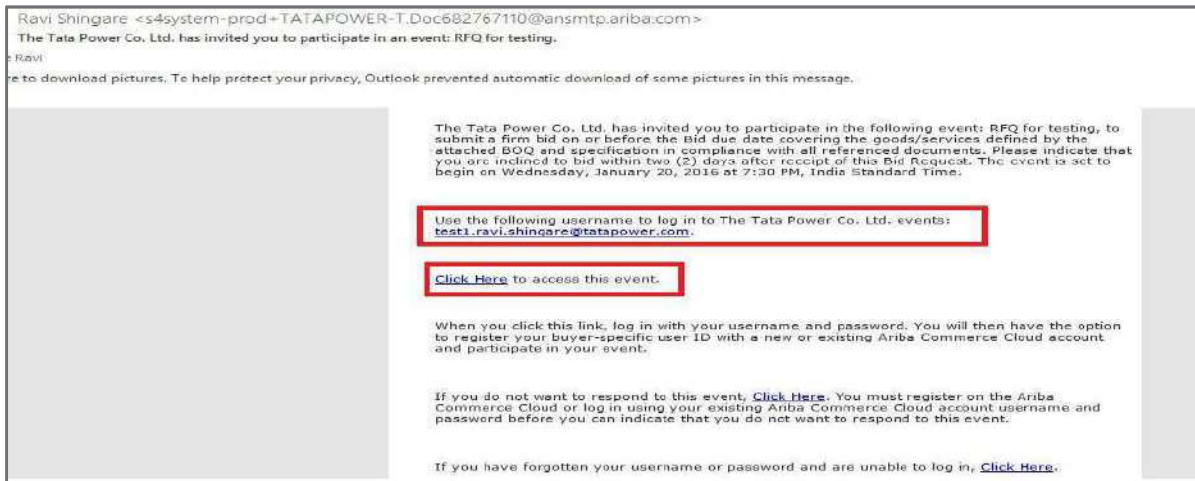 Ravi Shingare <s4system-prod+TATAPOWER-T.Doc682767110@ansmtp.ariba.com>
The Tata Power Co. Ltd. has invited you to participate in an event: RFQ for testing.
Ravi
re to download pictures. To help protect your privacy, Outlook prevented automatic download of some pictures in this message.
The Tata Power Co. Ltd. has invited you to participate in the following event: RFQ for testing, to
submit a firm bid on or before the Bid due date covering the goods/services defined by the
attached BOQ and specification in compliance with all referenced documents. Please indicate that
you are inclined to bid within two (2) days after receipt of this Bid Request. The event is set to
begin on Wednesday, January 20, 2016 at 7:30 PM, India Standard Time.
Use the following username to log in to The Tata Power Co. Ltd. events:
test1.ravi.shingare@tatapower.com.
Click Here to access this event.
When you click this link, log in with your username and password. You will then have the option
to register your buyer-specific user ID with a new or existing Ariba Commerce Cloud account
and participate in your event.
If you do not want to respond to this event, Click Here. You must register on the Ariba
Commerce Cloud or log in using your existing Ariba Commerce Cloud account username and
password before you can indicate that you do not want to respond to this event.
If you have forgotten your username or password and are unable to log in, Click Here.